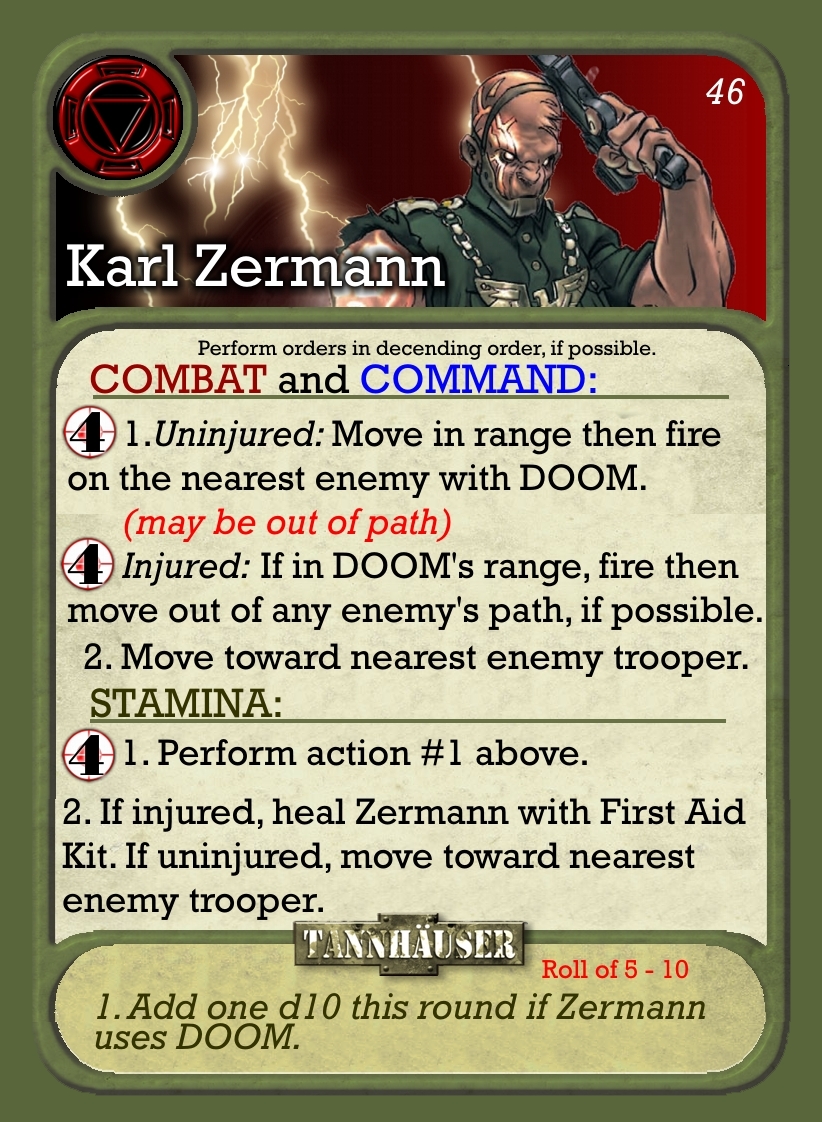 46
Karl Zermann
Perform orders in decending order, if possible.
COMBAT and COMMAND:
4 1.Uninjured: Move in range then fire
on the nearest enemy with DOOM.
(may be out of path)
4 Injured: If in DOOM's range, fire then
move out of any enemy's path, if possible.
2. Move toward nearest enemy trooper.
STAMINA:
4 1. Perform action #1 above.
2. If injured, heal Zermann with First Aid
Kit. If uninjured, move toward nearest
enemy trooper.
TANNHÄUSER
Roll of 5 - 10
1. Add one d10 this round if Zermann
uses DOOM.